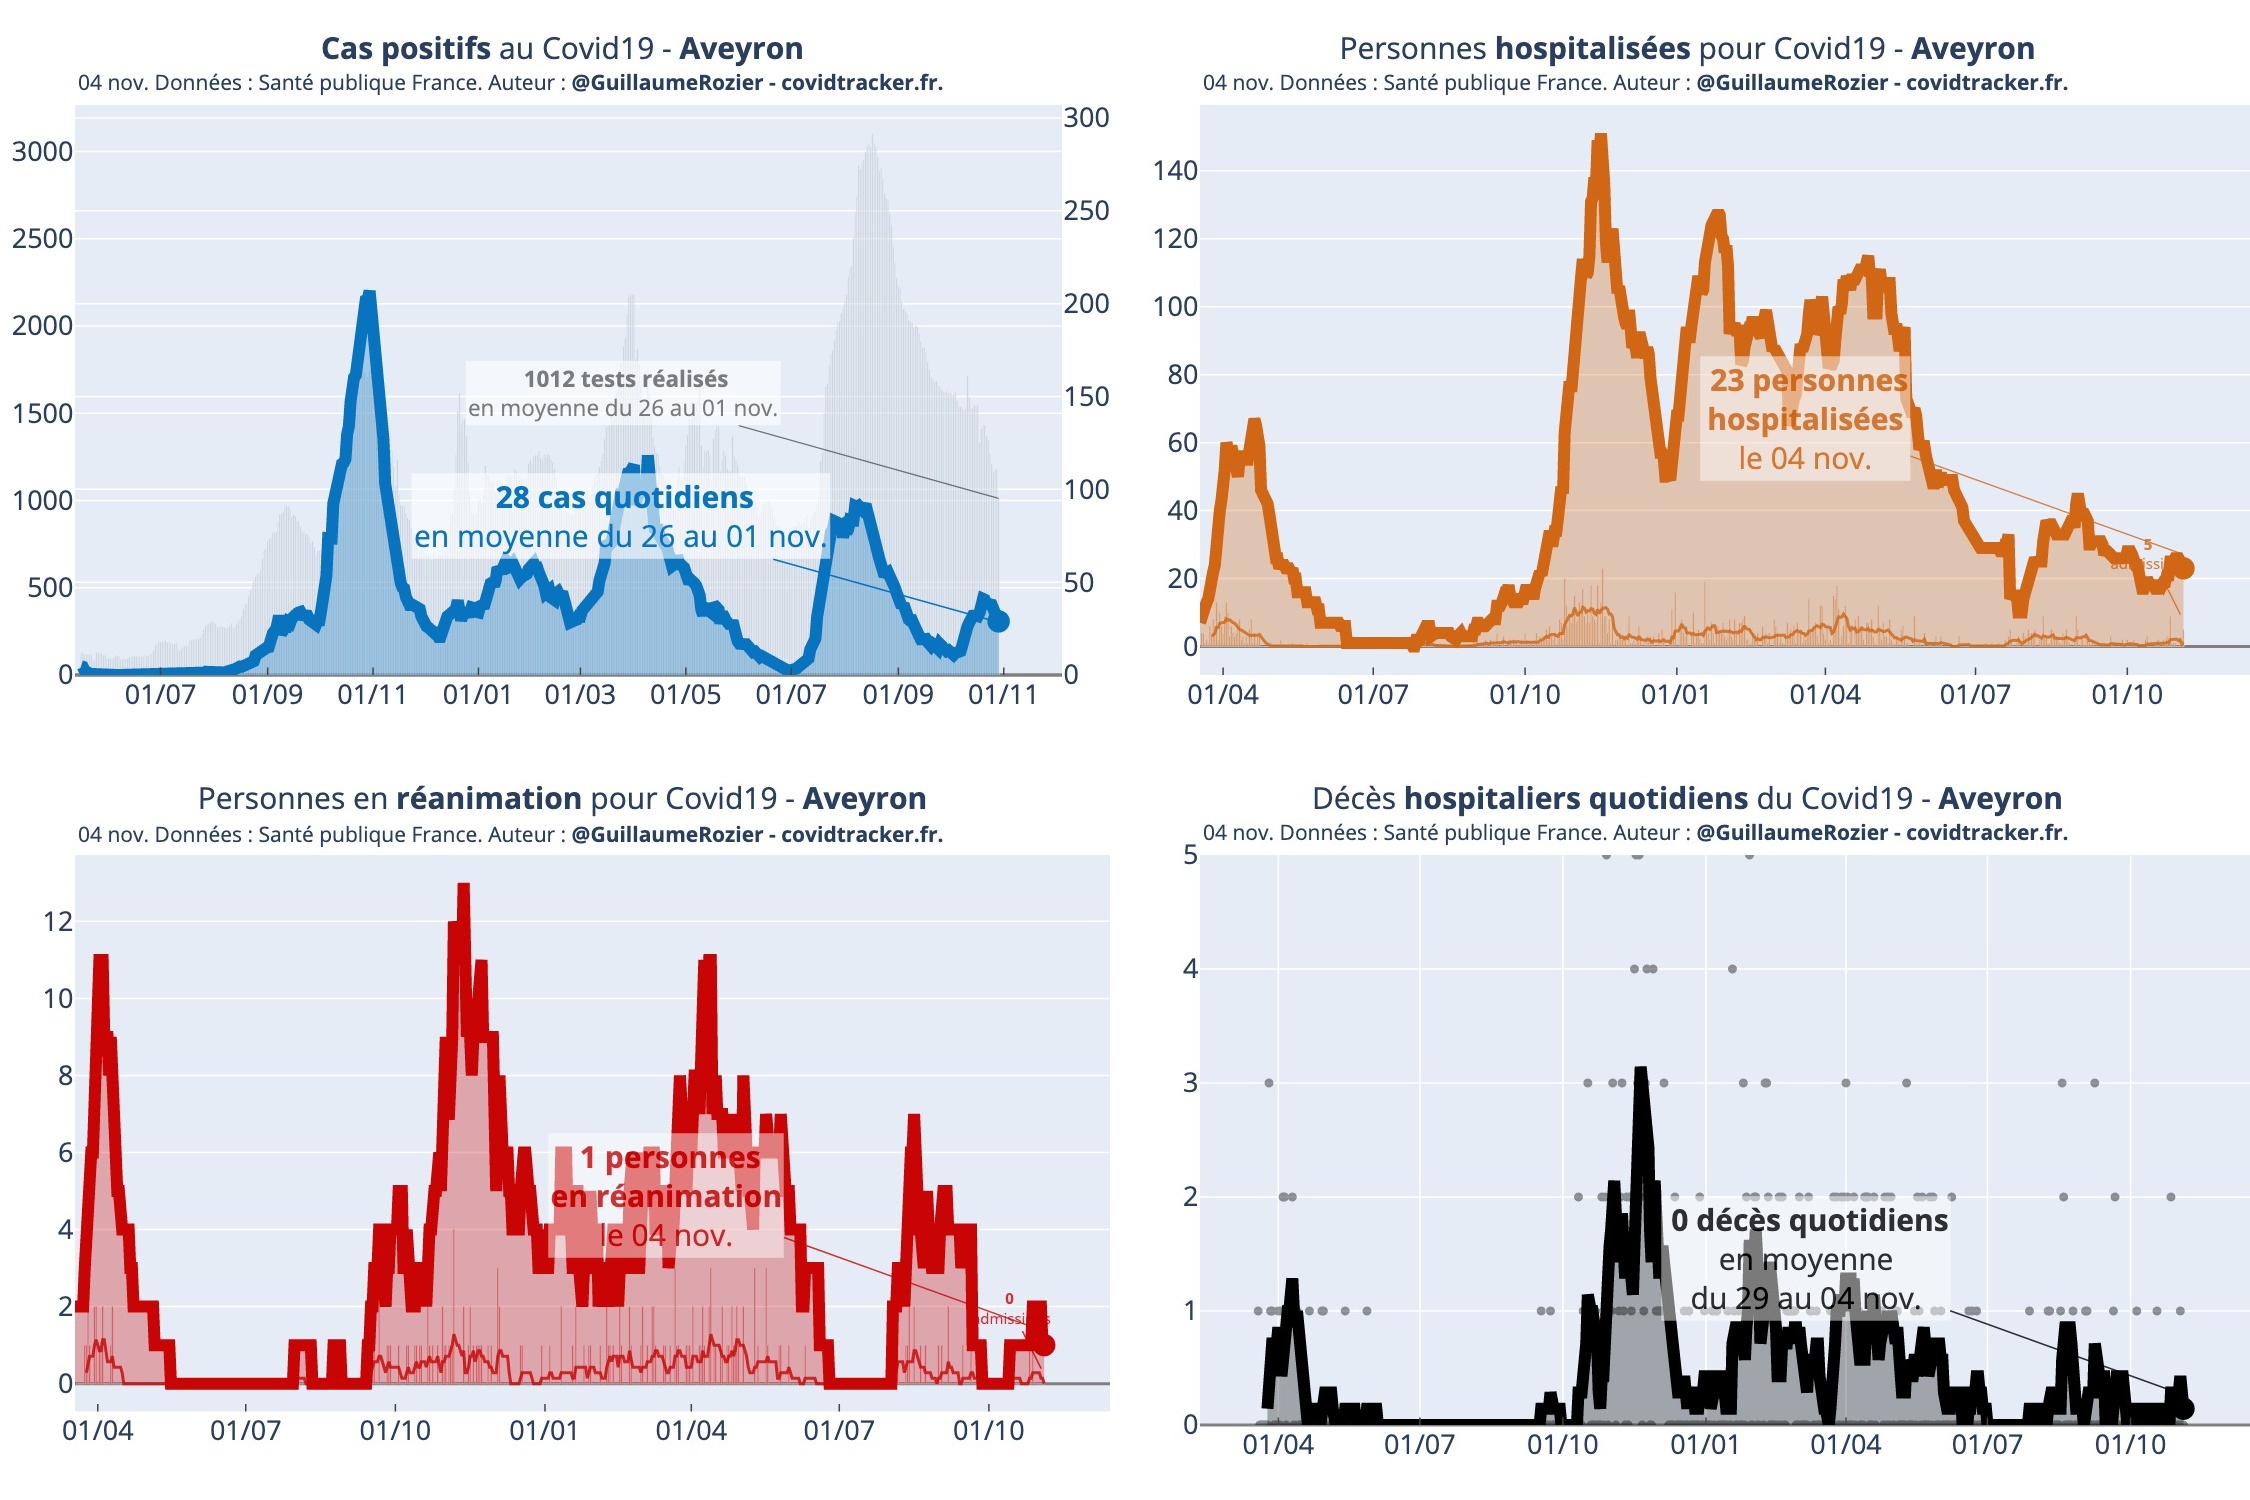 Cas positifs au Covid19 - Aveyron
04 nov. Données : Santé publique France. Auteur : @GuillaumeRozier - covidtracker.fr.
3000
2500
2000
1500
1000
500
0
300
250
200
150
100
50
0
1012 tests réalisés
en moyenne du 26 au 01 nov.
28 cas quotidiens
en moyenne du 26 au 01 nov.
01/07 01/09 01/11 01/01 01/03 01/05 01/07 01/09 01/11
Personnes hospitalisées pour Covid19 - Aveyron
04 nov. Données : Santé publique France. Auteur : @GuillaumeRozier - covidtracker.fr.
140
120
100
80
60
40
20
0
23 personnes
hospitalisées
le 04 nov.
5
01/04 01/07 01/10 01/01 01/04 01/07 01/10
Personnes en réanimation pour Covid19 - Aveyron
04 nov. Données : Santé publique France. Auteur : @GuillaumeRozier - covidtracker.fr.
12
10
8
6
4
2
0
1 personnes
en réanimation
le 04 nov.
0
01/04 01/07 01/10 01/01 01/04 01/07 01/10
Décès hospitaliers quotidiens du Covid19 - Aveyron
04 nov. Données : Santé publique France. Auteur : @GuillaumeRozier - covidtracker.fr.
5
4
3
2
1
0
0 décès quotidiens
en moyenne
du 29 au 04 nov.
01/04 01/07 01/10 01/01 01/04 01/07 01/10